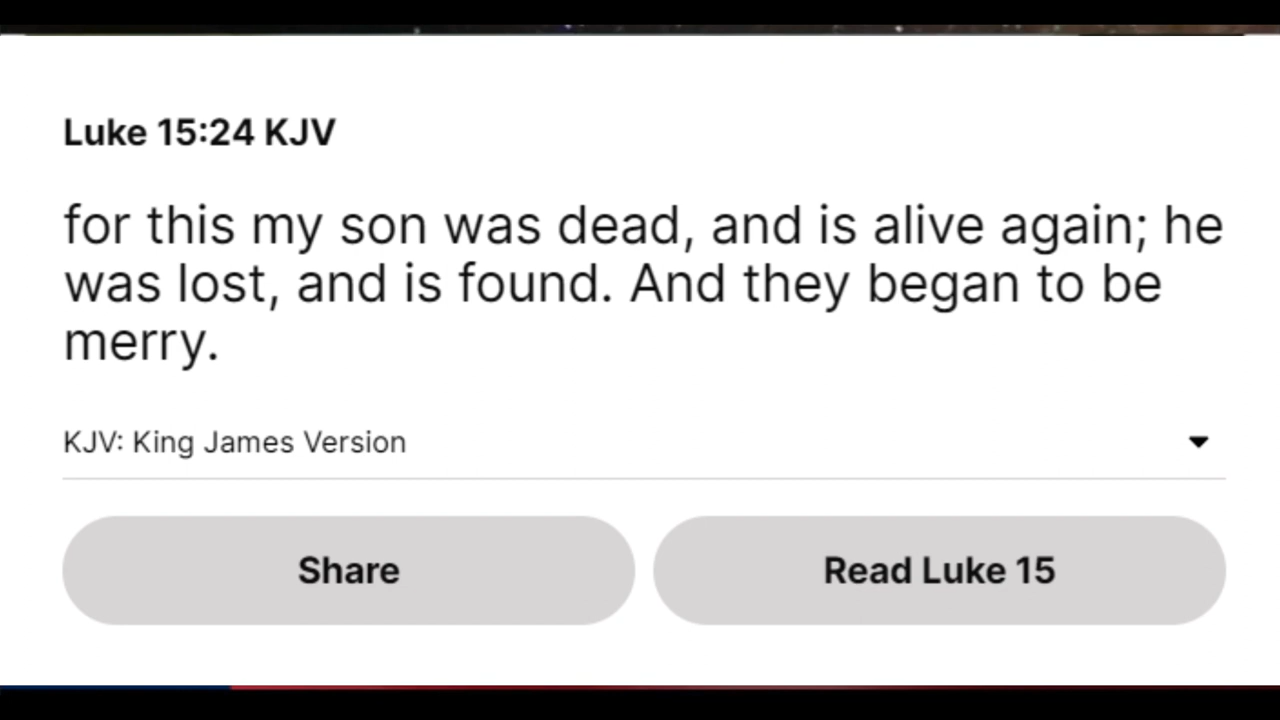 Luke 15:24 KJV
for this my son was dead, and is alive again; he
was lost, and is found. And they began to be
merry.
KJV: King James Version
Share
Read Luke 15